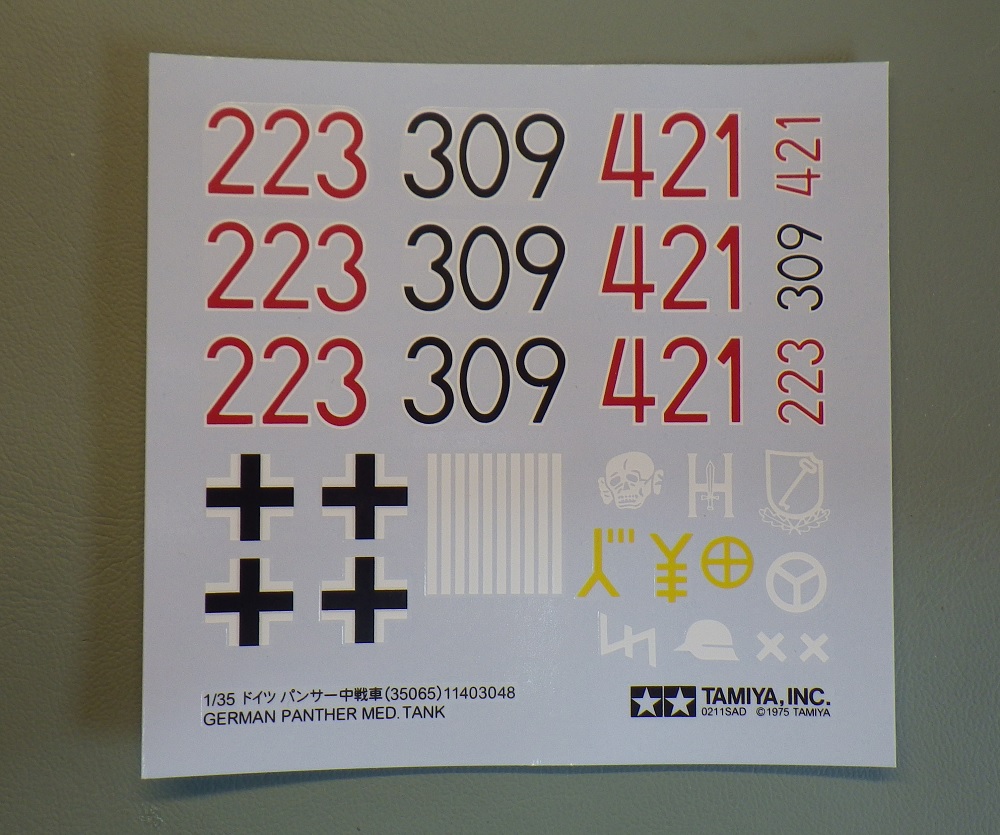 223 309 421 421
223 309 421 309
223 309 421 223
1/35 ドイツ パンサー中戦車(35065)11403048
GERMAN PANTHER MED. TANK
TAMIYA, INC.
0211SAD ©1975 TAMIYA